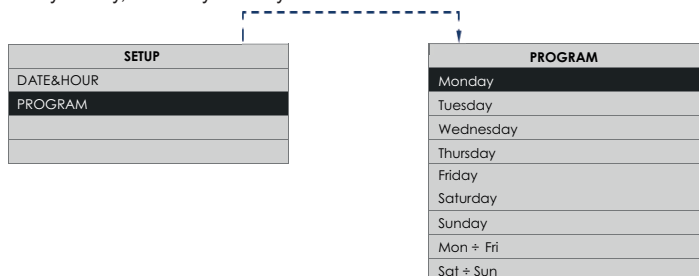 SETUP
DATE&HOUR
PROGRAM
PROGRAM
Monday
Tuesday
Wednesday
Thursday
Friday
Saturday
Sunday
Mon ÷ Fri
Sat ÷ Sun